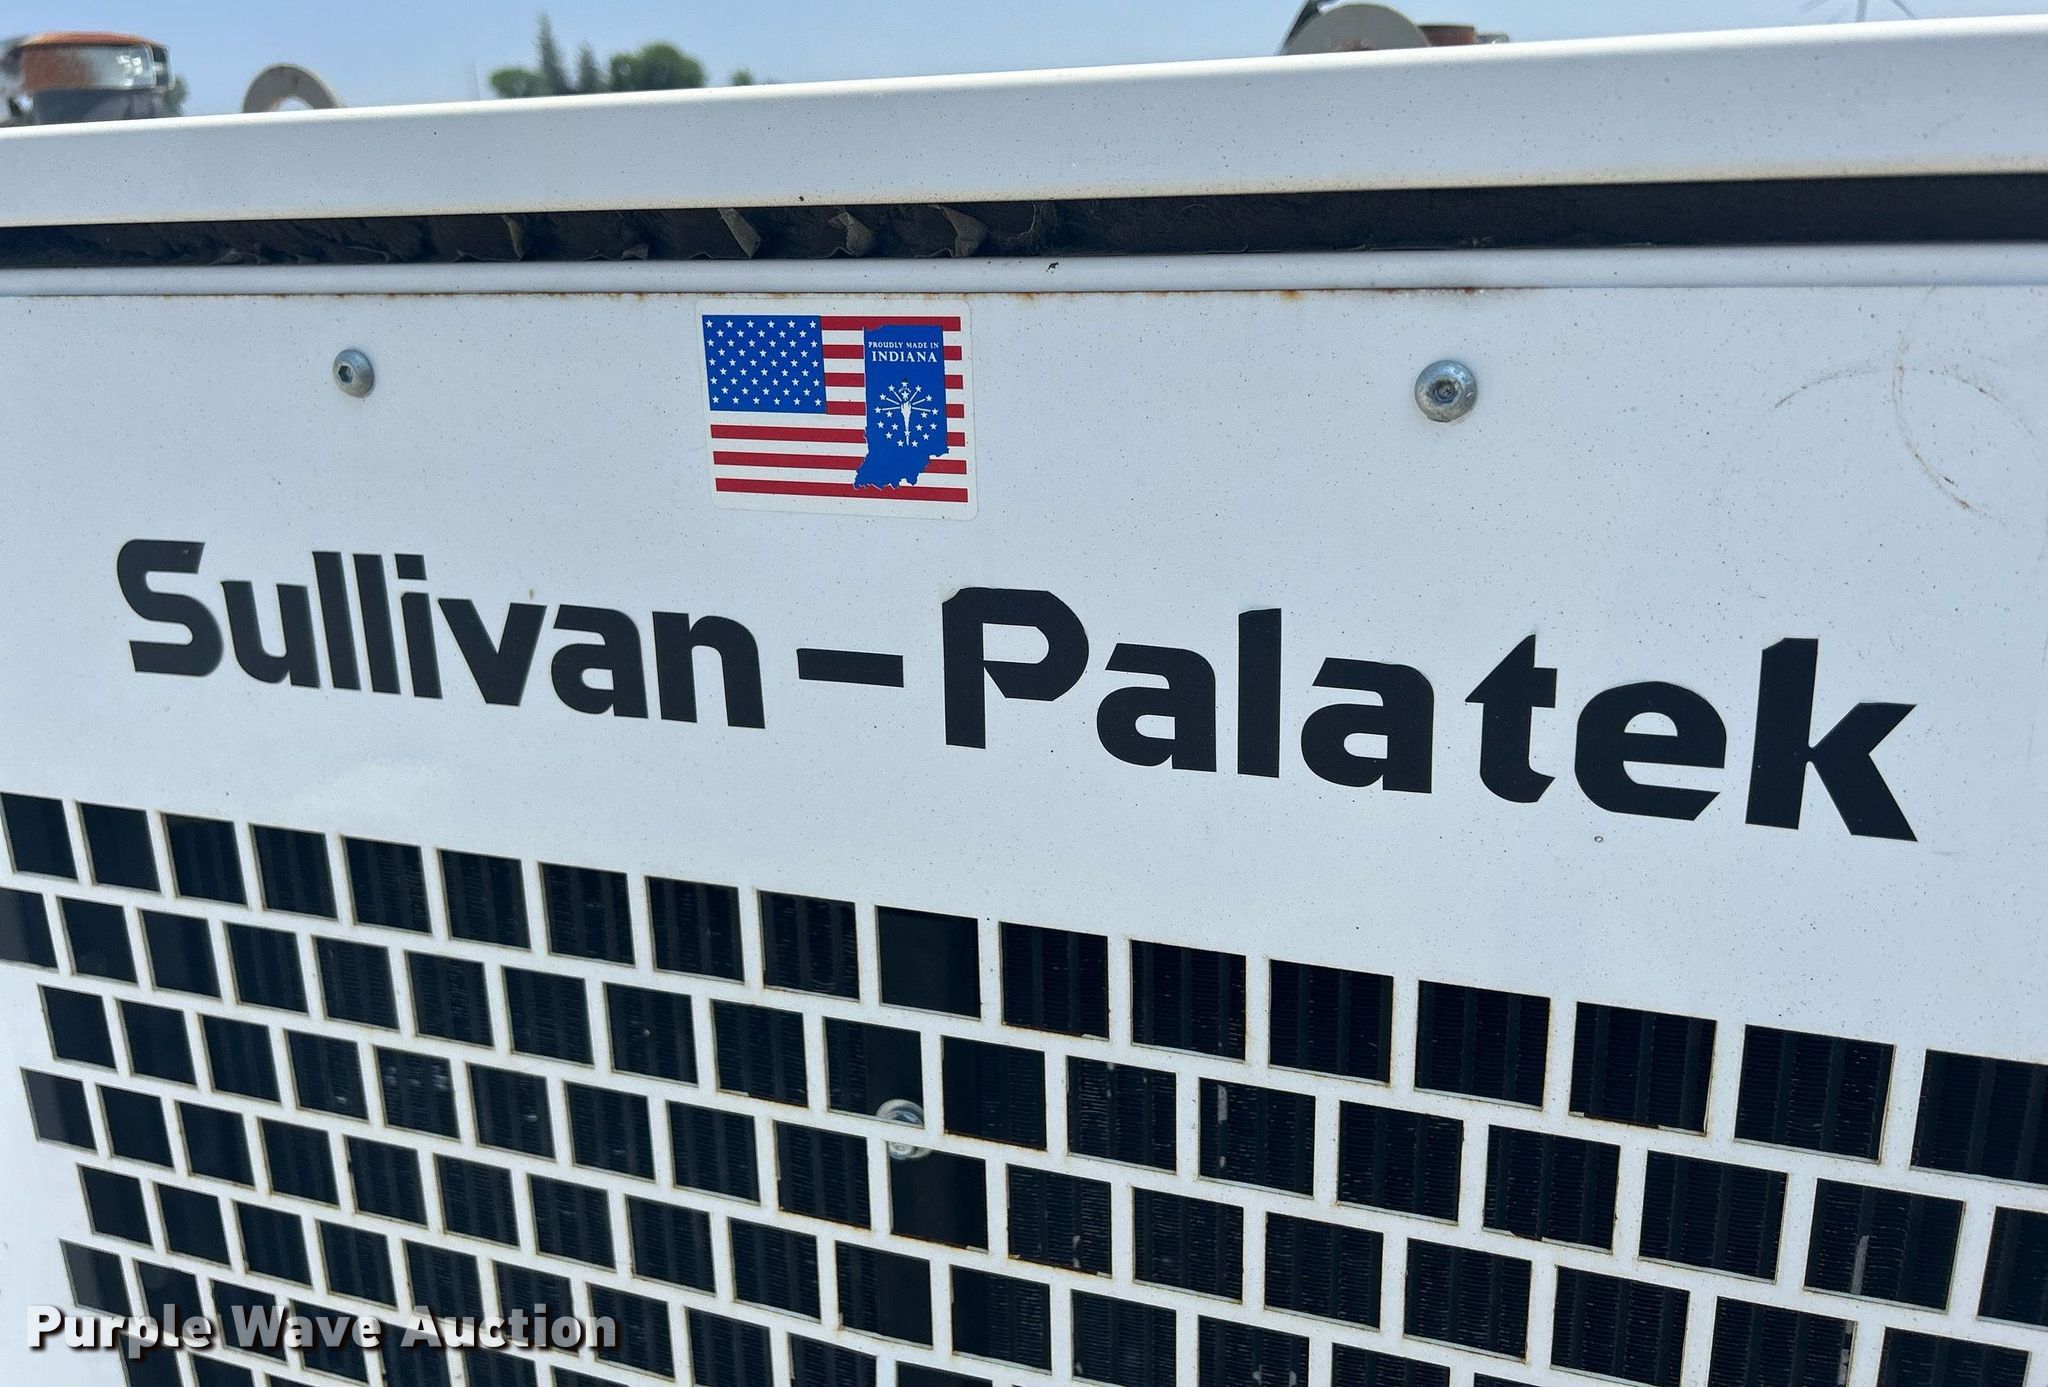 PROUDLY MADE IN
INDIANA
Sullivan-Palatek
Purple Wave Auction